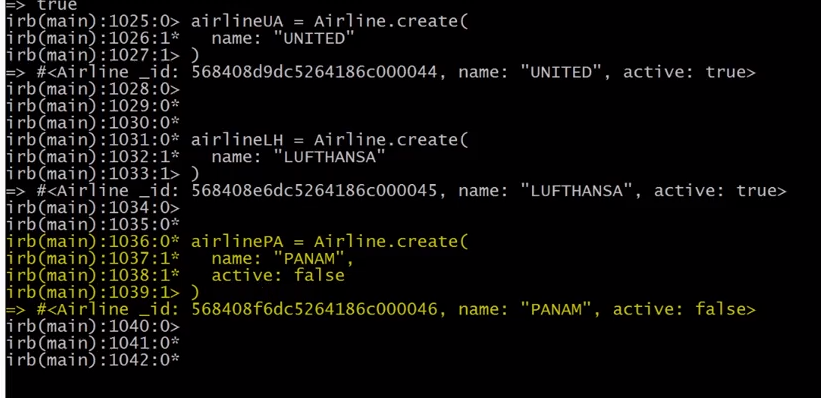 => true
irb(main):1025:0> airlineUA = Airline.create(
irb(main):1026:1*   name: "UNITED"
irb(main):1027:1> )
=> #<Airline _id: 568408d9dc5264186c000044, name: "UNITED", active: true>
irb(main):1028:0>
irb(main):1029:0*
irb(main):1030:0*
irb(main):1031:0* airlineLH = Airline.create(
irb(main):1032:1*   name: "LUFTHANSA"
irb(main):1033:1> )
=> #<Airline _id: 568408e6dc5264186c000045, name: "LUFTHANSA", active: true>
irb(main):1034:0>
irb(main):1035:0*
irb(main):1036:0* airlinePA = Airline.create(
irb(main):1037:1*   name: "PANAM",
irb(main):1038:1*   active: false
irb(main):1039:1> )
=> #<Airline _id: 568408f6dc5264186c000046, name: "PANAM", active: false>
irb(main):1040:0>
irb(main):1041:0*
irb(main):1042:0*